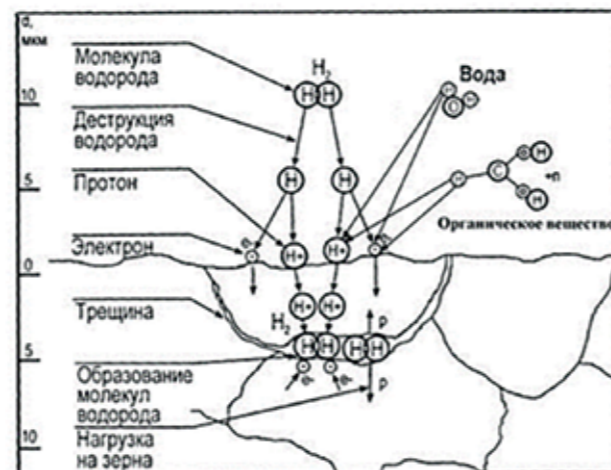 d,
мкм
10
5
0
5
10
Молекула
водорода
Деструкция
водорода
Протон
Электрон
Трещина
Образование
молекул
водорода
Нагрузка
на зерна
H₂
H H
Вода
H H
C
H
H
+n
Органическое вещество
H+ H+
H+ H+
H₂
H H H H
p
p